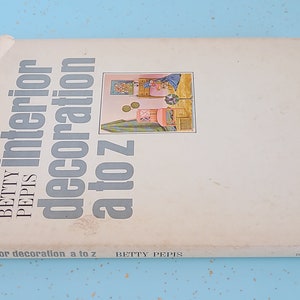 BETTY
PEPIS
interior
decoration
a to z
or decoration a to z BETTY PEPIS